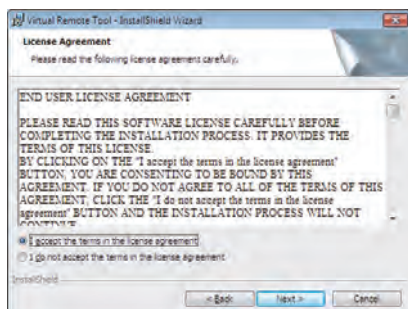 Virtual Remote Tool - InstallShield Wizard
License Agreement
Please read the following license agreement carefully.
END USER LICENSE AGREEMENT
PLEASE READ THIS SOFTWARE LICENSE CAREFULLY BEFORE
COMPLETING THE INSTALLATION PROCESS. IT PROVIDES THE
TERMS OF THIS LICENSE.
BY CLICKING ON THE "I accept the terms in the license agreement"
BUTTON, YOU ARE CONSENTING TO BE BOUND BY THIS
AGREEMENT. IF YOU DO NOT AGREE TO ALL OF THE TERMS OF THIS
AGREEMENT, CLICK THE "I do not accept the terms in the license
agreement" BUTTON AND THE INSTALLATION PROCESS WILL NOT
CONTINUE.
I accept the terms in the license agreement
I do not accept the terms in the license agreement
InstallShield
< Back Next > Cancel